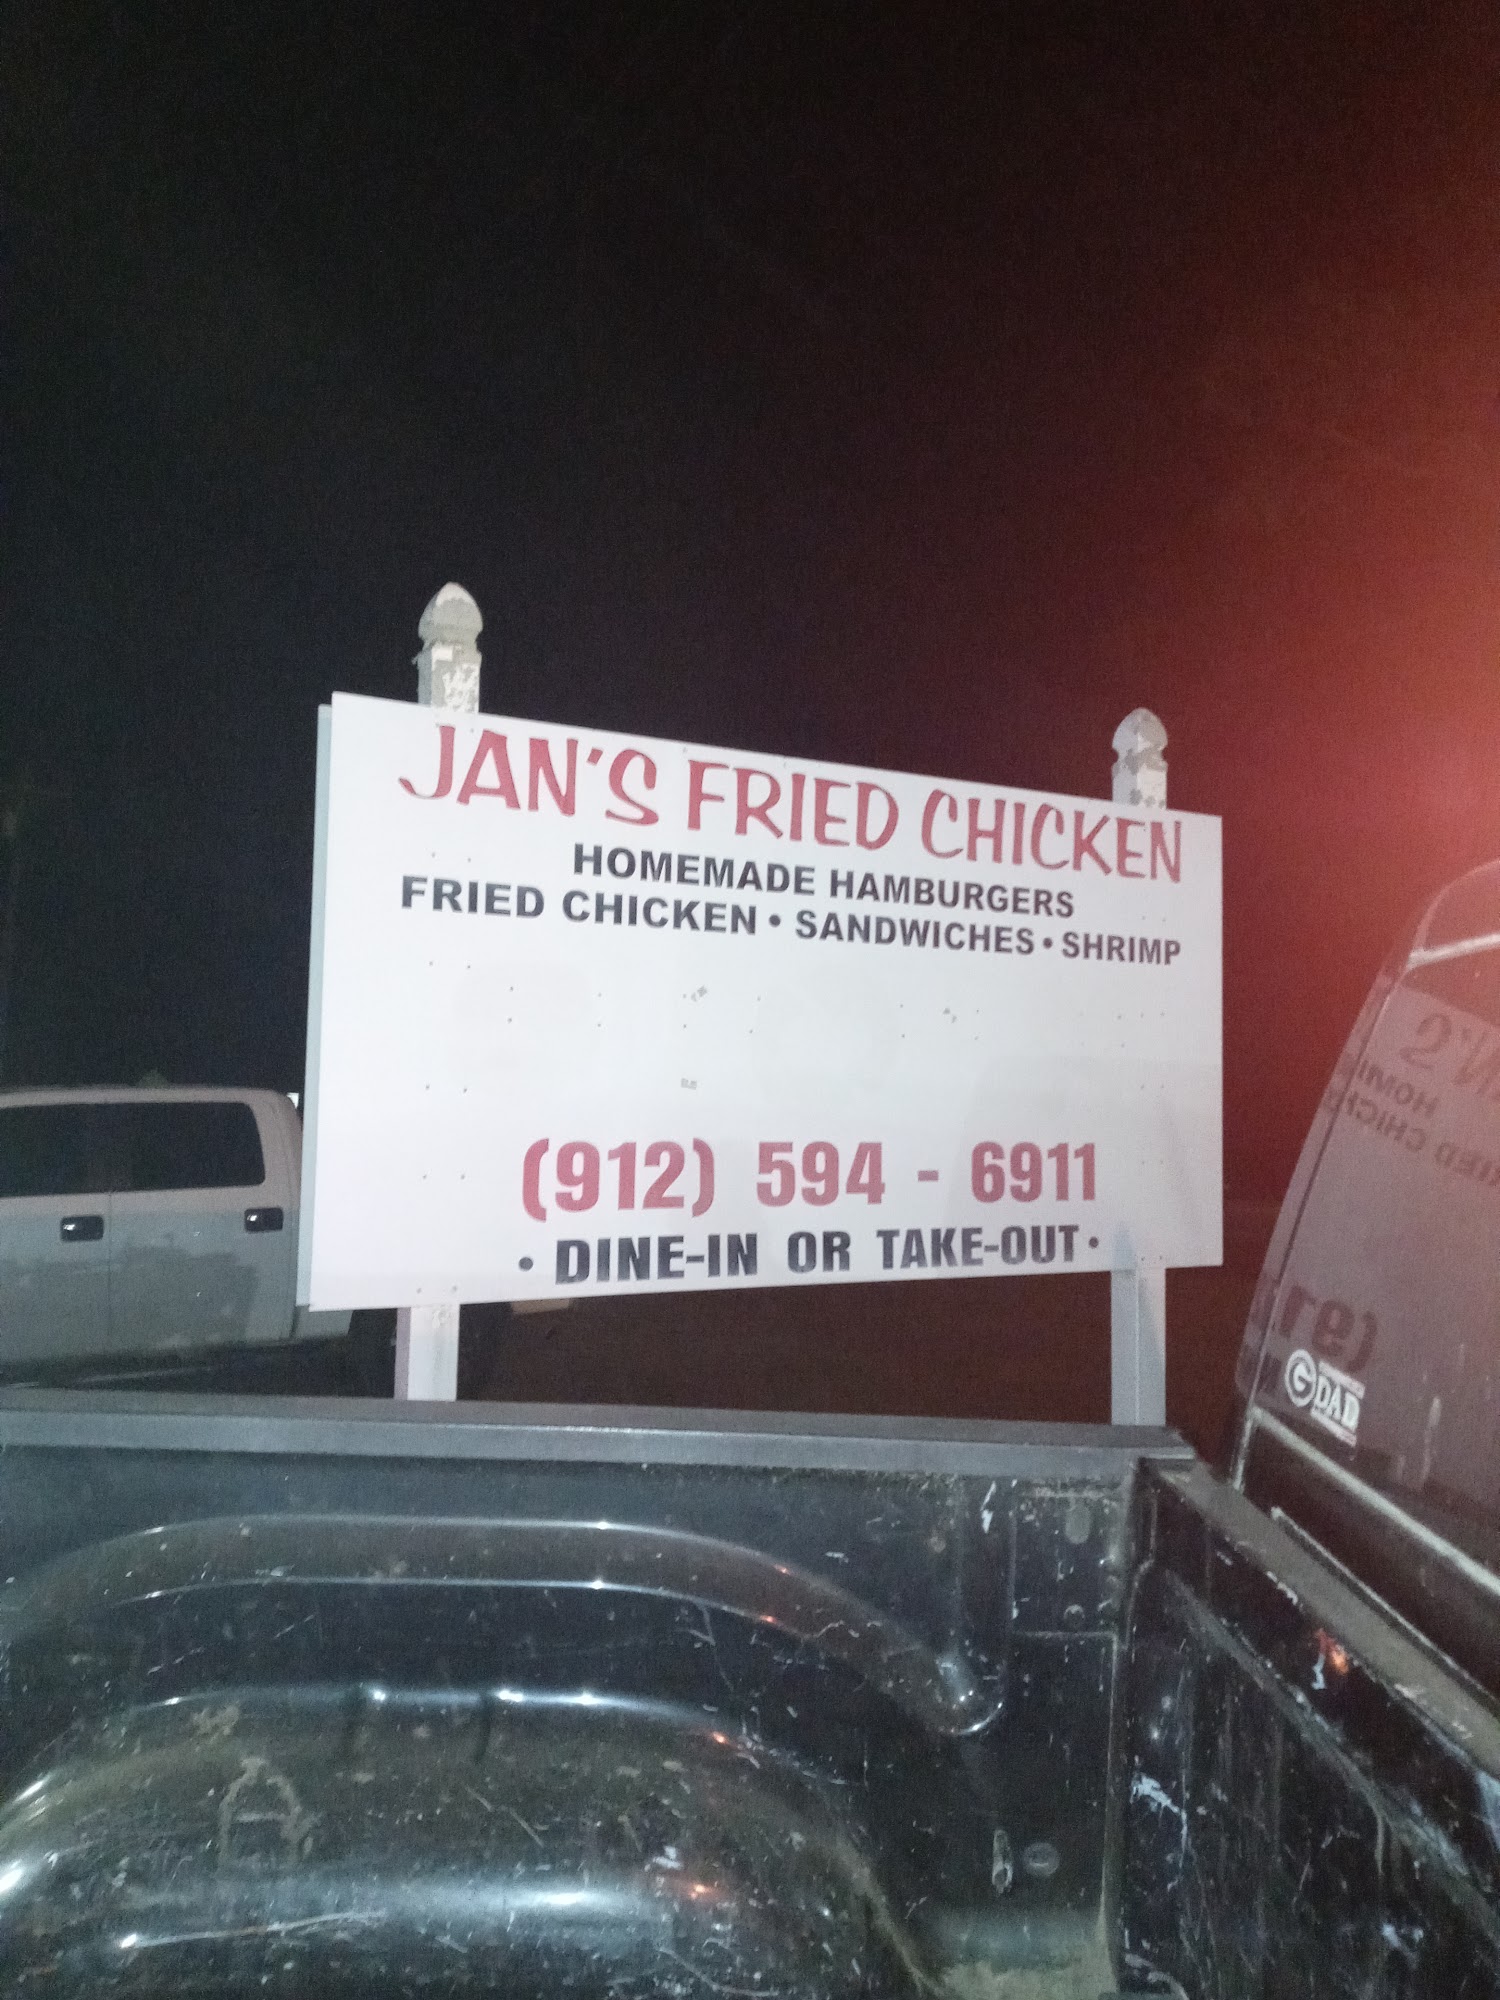 JAN'S FRIED CHICKEN
HOMEMADE HAMBURGERS
FRIED CHICKEN • SANDWICHES • SHRIMP
(912) 594 - 6911
• DINE-IN OR TAKE-OUT •
G DAD